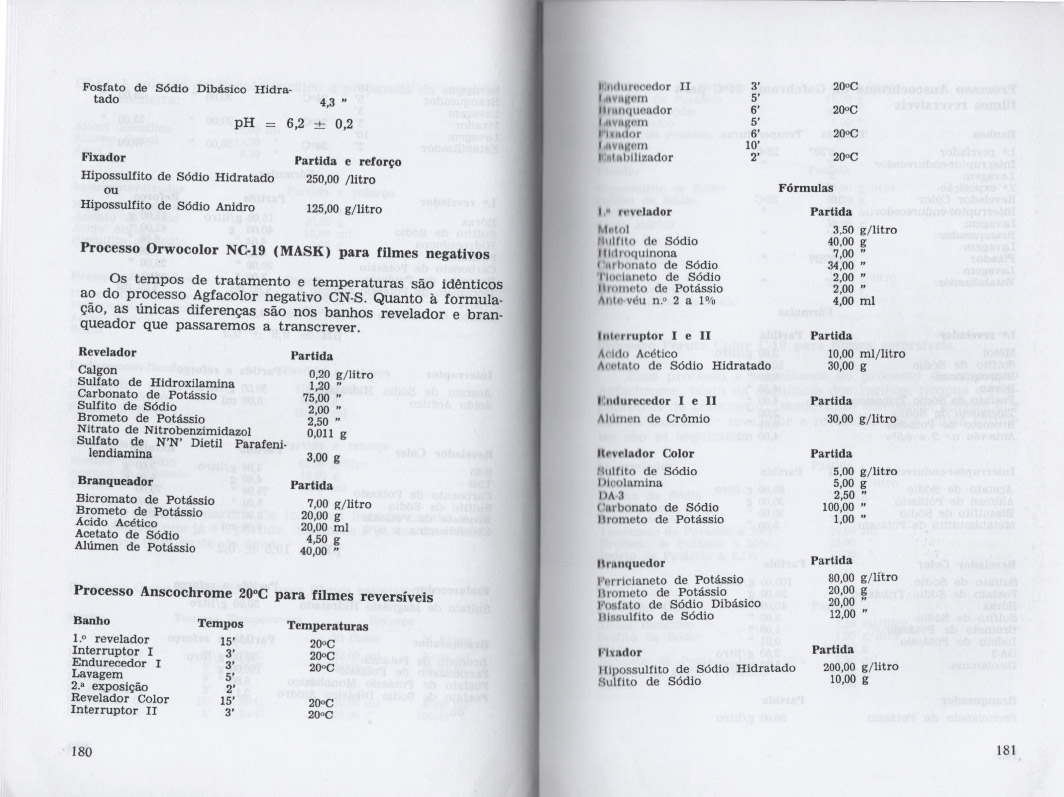 Fosfato de Sódio Dibásico Hidra-
tado 4,3 "
pH = 6,2 ± 0,2
Fixador Partida e reforço
Hipossulfito de Sódio Hidratado 250,00 /litro
ou
Hipossulfito de Sódio Anidro 125,00 g/litro
Processo Orwocolor NC-19 (MASK) para filmes negativos
Os tempos de tratamento e temperaturas são idênticos
ao do processo Agfacolor negativo CN-S. Quanto à formula-
ção, as únicas diferenças são nos banhos revelador e bran-
queador que passaremos a transcrever.
Revelador Partida
Calgon 0,20 g/litro
Sulfato de Hidroxilamina 1,20 "
Carbonato de Potássio 75,00 "
Sulfito de Sódio 2,00 "
Brometo de Potássio 2,50 "
Nitrato de Nitrobenzimidazol 0,011 g
Sulfato de N'N' Dietil Parafeni-
lendiamina 3,00 g
Branqueador Partida
Bicromato de Potássio 7,00 g/litro
Brometo de Potássio 20,00 g
Ácido Acético 20,00 ml
Acetato de Sódio 4,50 g
Alúmen de Potássio 40,00 "
Processo Anscochrome 20ºC para filmes reversíveis
Banho Tempos Temperaturas
1.º revelador 15' 20ºC
Interruptor I 3' 20ºC
Endurecedor I 3' 20ºC
Lavagem 5'
2.ª exposição 2'
Revelador Color 15' 20ºC
Interruptor II 3' 20ºC
180
Endurecedor II 3' 20ºC
Lavagem 5'
Branqueador 6' 20ºC
Lavagem 5'
Fixador 6' 20ºC
Lavagem 10'
Estabilizador 2' 20ºC
Fórmulas
1.º revelador Partida
Metol 3,50 g/litro
Sulfito de Sódio 40,00 g
Hidroquinona 7,00 "
Carbonato de Sódio 34,00 "
Tiocianeto de Sódio 2,00 "
Brometo de Potássio 2,00 "
Ante-véu n.º 2 a 1% 4,00 ml
Interruptor I e II Partida
Ácido Acético 10,00 ml/litro
Acetato de Sódio Hidratado 30,00 g
Endurecedor I e II Partida
Alúmen de Crômio 30,00 g/litro
Revelador Color Partida
Sulfito de Sódio 5,00 g/litro
Dicolamina 5,00 g
DA-3 2,50 "
Carbonato de Sódio 100,00 "
Brometo de Potássio 1,00 "
Branquedor Partida
Ferricianeto de Potássio 80,00 g/litro
Brometo de Potássio 20,00 g
Fosfato de Sódio Dibásico 20,00 "
Bissulfito de Sódio 12,00 "
Fixador Partida
Hipossulfito de Sódio Hidratado 200,00 g/litro
Sulfito de Sódio 10,00 g
181